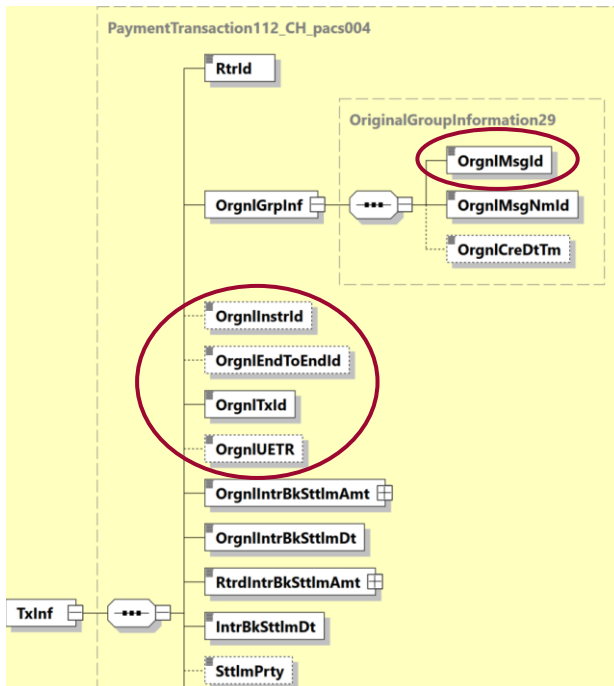 PaymentTransaction112_CH_pacs004
RtrId
OriginalGroupInformation29
OrgnlMsgId
OrgnlGrpInf
OrgnlMsgNmId
OrgnlCreDtTm
OrgnlInstrId
OrgnlEndToEndId
OrgnlTxId
OrgnlUETR
OrgnlIntrBkSttlmAmt
OrgnlIntrBkSttlmDt
RtrdIntrBkSttlmAmt
TxInf
IntrBkSttlmDt
SttlmPrty